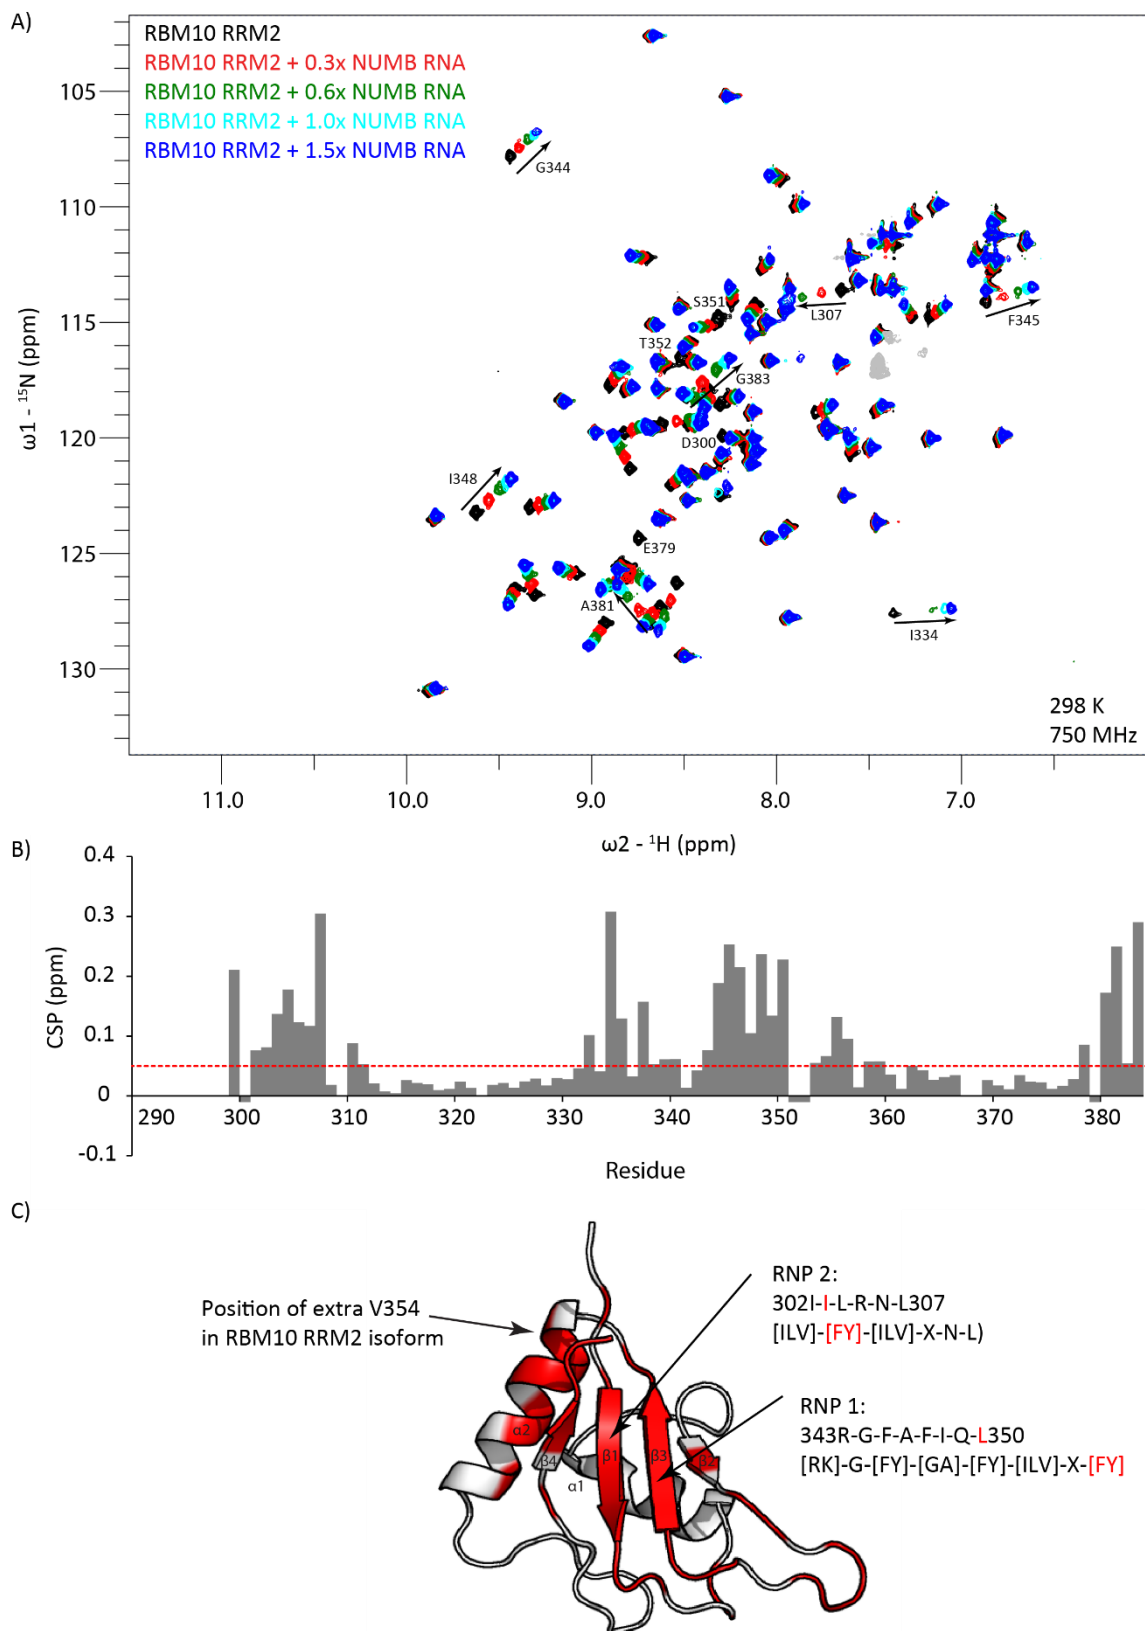 A)
RBM10 RRM2
RBM10 RRM2 + 0.3x NUMB RNA
RBM10 RRM2 + 0.6x NUMB RNA
RBM10 RRM2 + 1.0x NUMB RNA
RBM10 RRM2 + 1.5x NUMB RNA
105
110
115
120
125
130
ω1 - ¹⁵N (ppm)
G344
S351
L307
F345
T352
G383
D300
I348
E379
A381
I334
298 K
750 MHz
11.0
10.0
9.0
8.0
7.0
ω2 - ¹H (ppm)
B)
0.4
0.3
0.2
0.1
0
-0.1
CSP (ppm)
290
300
310
320
330
340
350
360
370
380
Residue
C)
Position of extra V354
in RBM10 RRM2 isoform
RNP 2:
302I-I-L-R-N-L307
[ILV]-[FY]-[ILV]-X-N-L)
RNP 1:
343R-G-F-A-F-I-Q-L350
[RK]-G-[FY]-[GA]-[FY]-[ILV]-X-[FY]
α2
β4
α1
β1
β3
β2